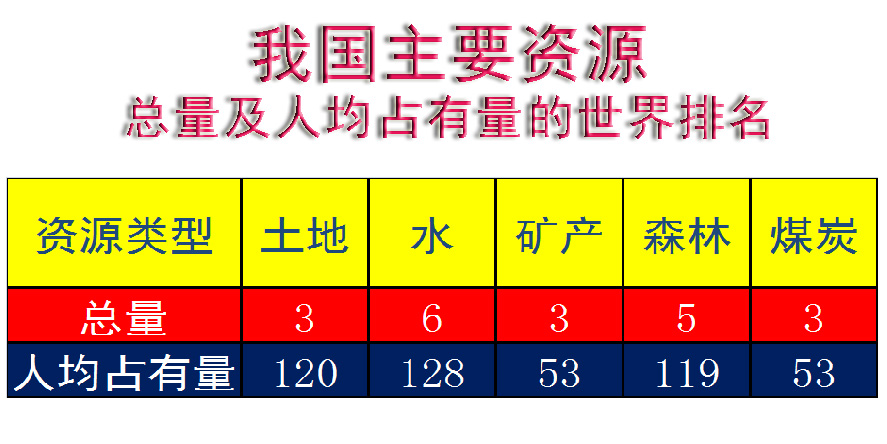 我国主要资源
总量及人均占有量的世界排名
资源类型 土地 水 矿产 森林 煤炭
总量 3 6 3 5 3
人均占有量 120 128 53 119 53